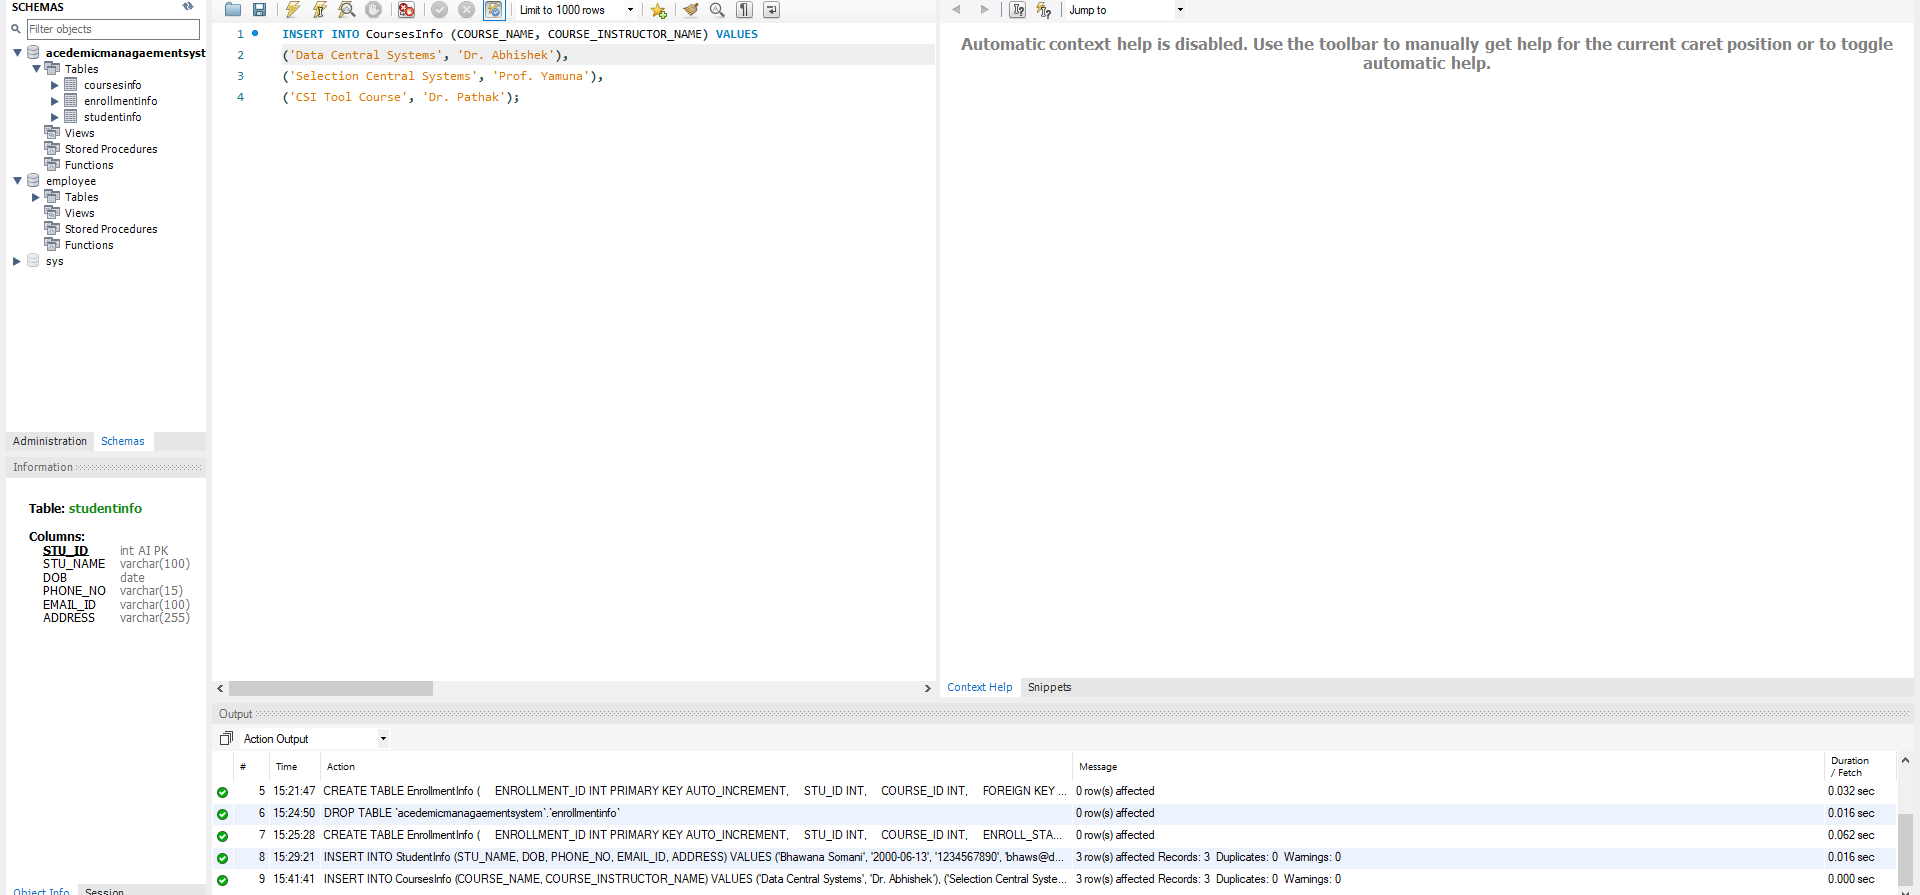 SCHEMAS
Filter objects
acedemicmanagaementsyst
Tables
coursesinfo
enrollmentinfo
studentinfo
Views
Stored Procedures
Functions
employee
Tables
Views
Stored Procedures
Functions
sys
Administration Schemas
Information
Table: studentinfo
Columns:
STU_ID int AI PK
STU_NAME varchar(100)
DOB date
PHONE_NO varchar(15)
EMAIL_ID varchar(100)
ADDRESS varchar(255)
Object Info Session
Limit to 1000 rows
1 INSERT INTO CoursesInfo (COURSE_NAME, COURSE_INSTRUCTOR_NAME) VALUES
2 ('Data Central Systems', 'Dr. Abhishek'),
3 ('Selection Central Systems', 'Prof. Yamuna'),
4 ('CSI Tool Course', 'Dr. Pathak');
Jump to
Automatic context help is disabled. Use the toolbar to manually get help for the current caret position or to toggle
automatic help.
Context Help Snippets
Output
Action Output
# Time Action Message Duration / Fetch
5 15:21:47 CREATE TABLE EnrollmentInfo ( ENROLLMENT_ID INT PRIMARY KEY AUTO_INCREMENT, STU_ID INT, COURSE_ID INT, FOREIGN KEY ... 0 row(s) affected 0.032 sec
6 15:24:50 DROP TABLE `acedemicmanagaementsystem`.`enrollmentinfo` 0 row(s) affected 0.016 sec
7 15:25:28 CREATE TABLE EnrollmentInfo ( ENROLLMENT_ID INT PRIMARY KEY AUTO_INCREMENT, STU_ID INT, COURSE_ID INT, ENROLL_STA... 0 row(s) affected 0.062 sec
8 15:29:21 INSERT INTO StudentInfo (STU_NAME, DOB, PHONE_NO, EMAIL_ID, ADDRESS) VALUES ('Bhawana Somani', '2000-06-13', '1234567890', 'bhaws@d... 3 row(s) affected Records: 3 Duplicates: 0 Warnings: 0 0.016 sec
9 15:41:41 INSERT INTO CoursesInfo (COURSE_NAME, COURSE_INSTRUCTOR_NAME) VALUES ('Data Central Systems', 'Dr. Abhishek'), ('Selection Central Syste... 3 row(s) affected Records: 3 Duplicates: 0 Warnings: 0 0.000 sec